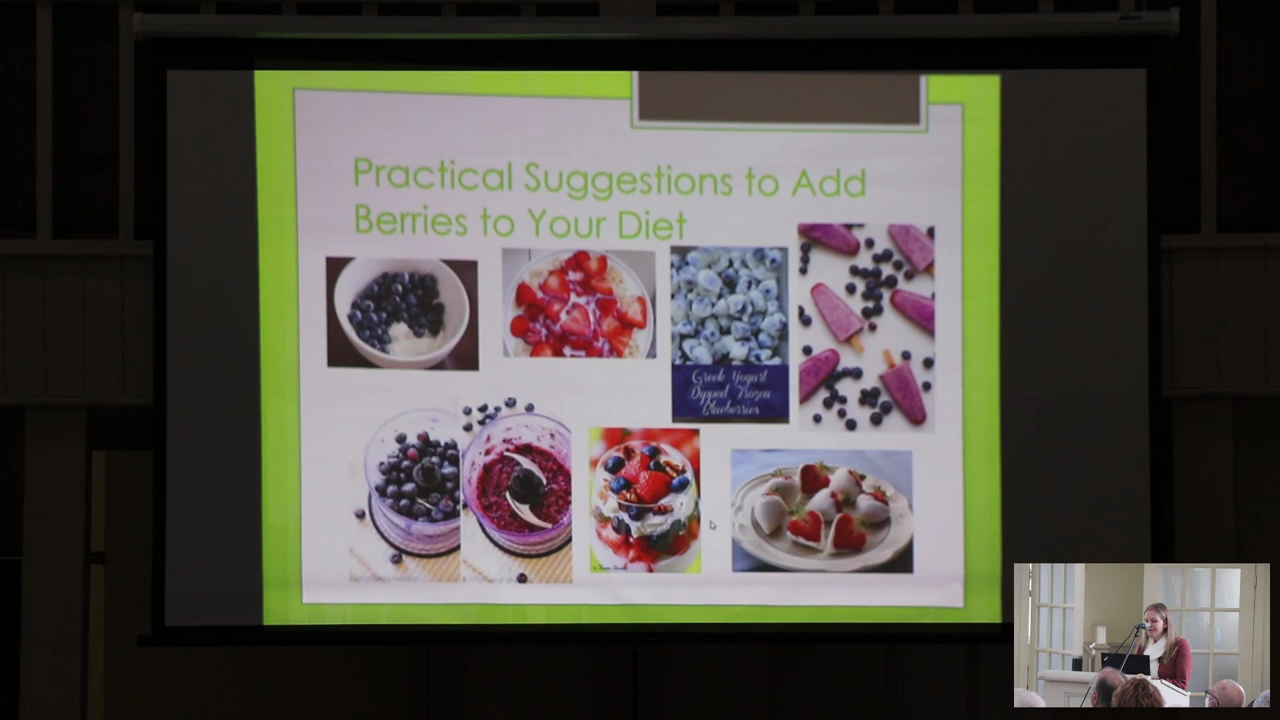 Practical Suggestions to Add
Berries to Your Diet
Greek Yogurt
Dipped Frozen
Blueberries